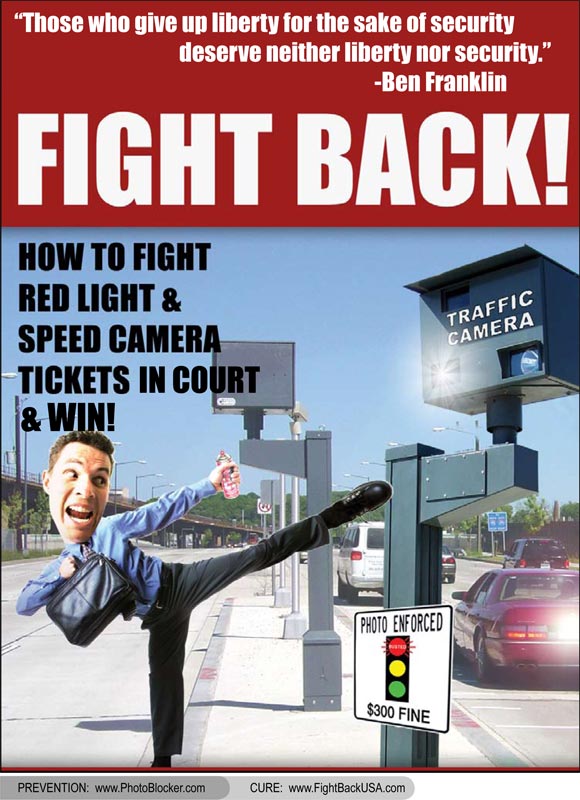 “Those who give up liberty for the sake of security
deserve neither liberty nor security.”
-Ben Franklin
FIGHT BACK!
HOW TO FIGHT
RED LIGHT &
SPEED CAMERA
TICKETS IN COURT
& WIN!
TRAFFIC
CAMERA
PHOTO ENFORCED
BUSTED
$300 FINE
PREVENTION: www.PhotoBlocker.com CURE: www.FightBackUSA.com